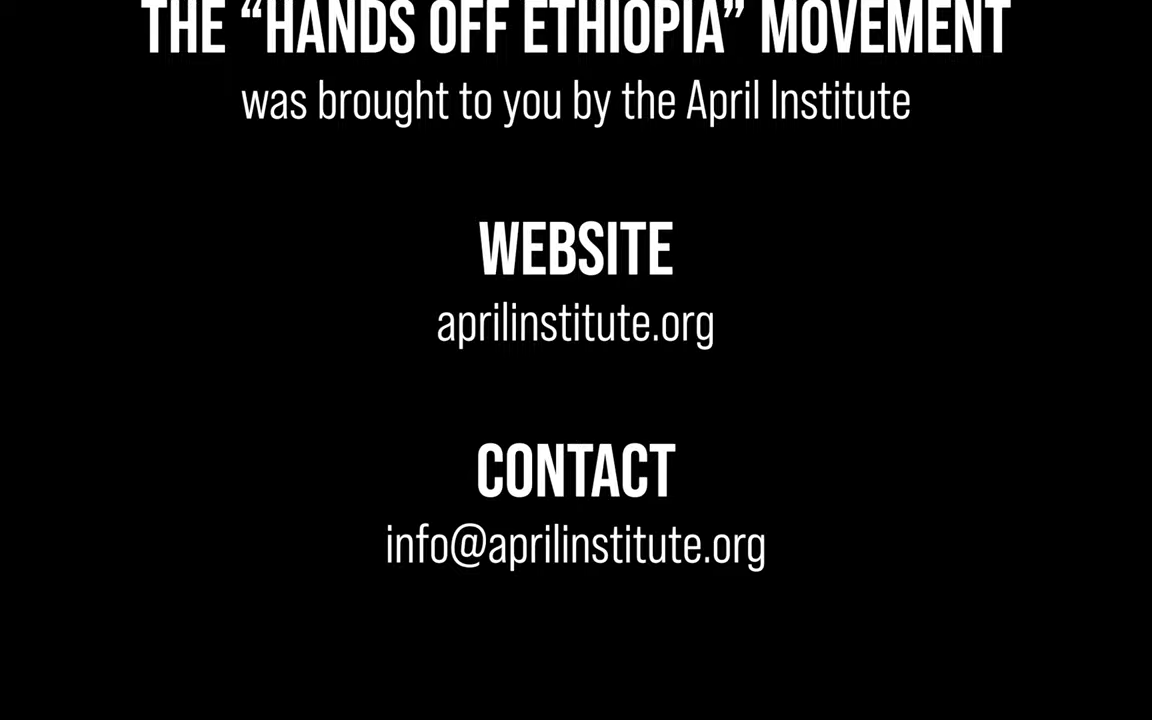 THE “HANDS OFF ETHIOPIA” MOVEMENT
was brought to you by the April Institute
WEBSITE
aprilinstitute.org
CONTACT
info@aprilinstitute.org